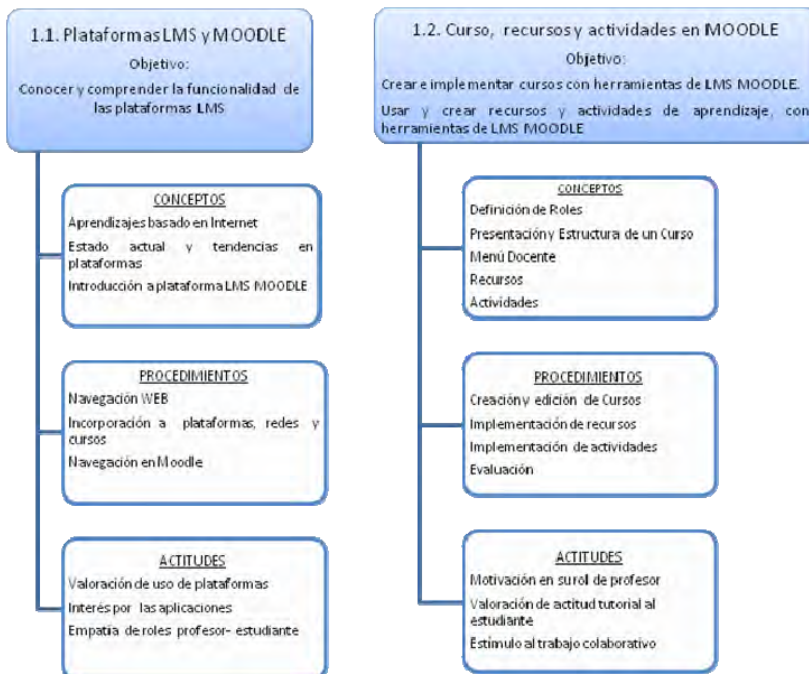 1.1. Plataformas LMS y MOODLE
Objetivo:
Conocer y comprender la funcionalidad de
las plataformas LMS
CONCEPTOS
Aprendizajes basado en Internet
Estado actual y tendencias en
plataformas
Introducción a plataforma LMS MOODLE
PROCEDIMIENTOS
Navegación WEB
Incorporación a plataformas, redes y
cursos
Navegación en Moodle
ACTITUDES
Valoración de uso de plataformas
Interés por las aplicaciones
Empatía de roles profesor- estudiante
1.2. Curso, recursos y actividades en MOODLE
Objetivo:
Crear e implementar cursos con herramientas de LMS MOODLE.
Usar y crear recursos y actividades de aprendizaje, con
herramientas de LMS MOODLE
CONCEPTOS
Definición de Roles
Presentación y Estructura de un Curso
Menú Docente
Recursos
Actividades
PROCEDIMIENTOS
Creación y edición de Cursos
Implementación de recursos
Implementación de actividades
Evaluación
ACTITUDES
Motivación en su rol de profesor
Valoración de actitud tutorial al
estudiante
Estímulo al trabajo colaborativo